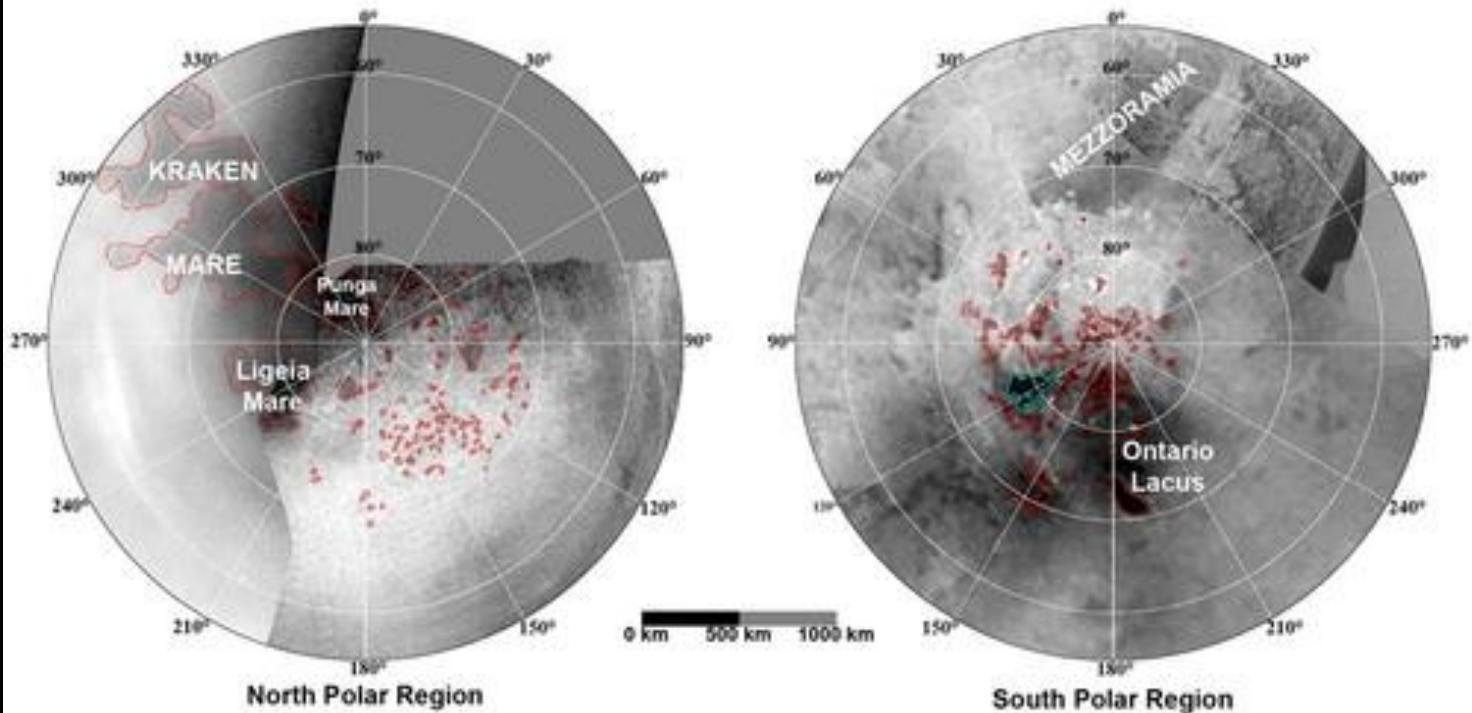 0°
330°
30°
60°
300°
60°
70°
KRAKEN
MARE
80°
Punga
Mare
270°
90°
Ligeia
Mare
240°
120°
210°
150°
180°
North Polar Region
0 km
500 km
1000 km
0°
30°
330°
60°
MEZZORAMIA
70°
60°
300°
80°
90°
270°
Ontario
Lacus
240°
150°
210°
180°
South Polar Region